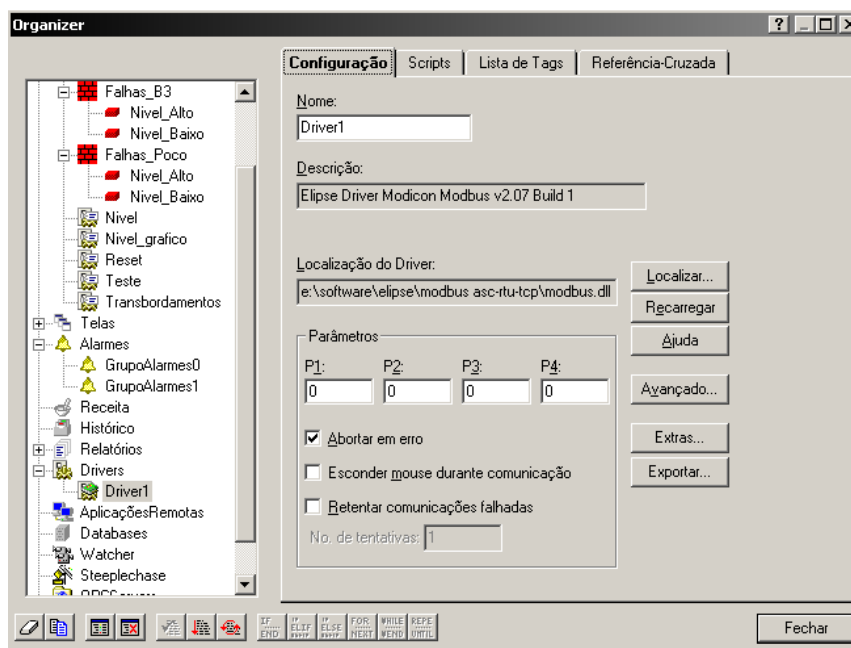 Organizer
Configuração Scripts Lista de Tags Referência-Cruzada
Falhas_B3
Nivel_Alto
Nivel_Baixo
Falhas_Poco
Nivel_Alto
Nivel_Baixo
Nivel
Nivel_grafico
Reset
Teste
Transbordamentos
Telas
Alarmes
GrupoAlarmes0
GrupoAlarmes1
Receita
Histórico
Relatórios
Drivers
Driver1
AplicaçõesRemotas
Databases
Watcher
Steeplechase
OPCServers
Nome:
Driver1
Descrição:
Elipse Driver Modicon Modbus v2.07 Build 1
Localização do Driver:
e:\software\elipse\modbus asc-rtu-tcp\modbus.dll
Localizar...
Recarregar
Ajuda
Avançado...
Extras...
Exportar...
Parâmetros
P1: P2: P3: P4:
0 0 0 0
Abortar em erro
Esconder mouse durante comunicação
Retentar comunicações falhadas
No. de tentativas: 1
IF END
IF ELIF ENDIF
IF ELSE ENDIF
FOR NEXT
WHILE WEND
REPE UNTIL
Fechar